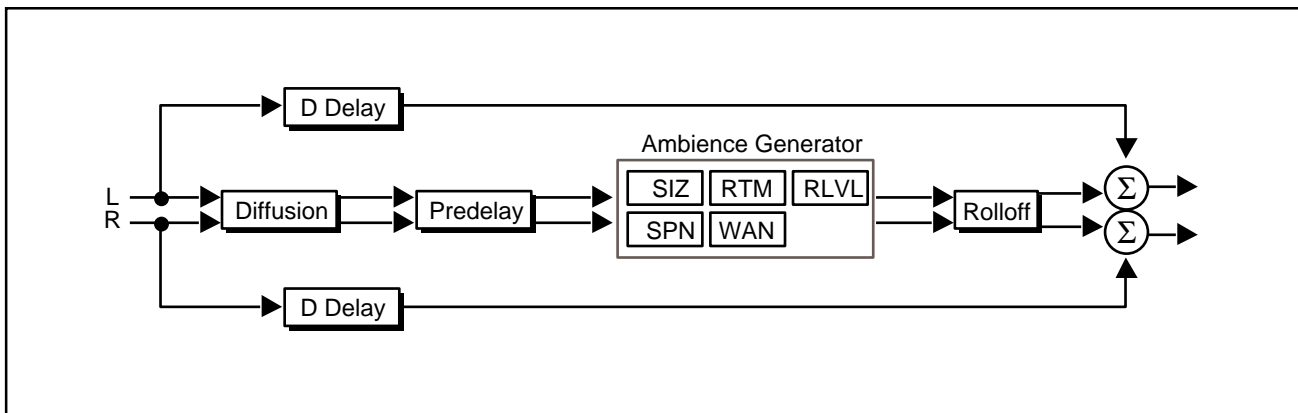 D Delay
Ambience Generator
SIZ RTM RLVL
L
R
Diffusion Predelay
Rolloff
SPN WAN
Σ
Σ
D Delay